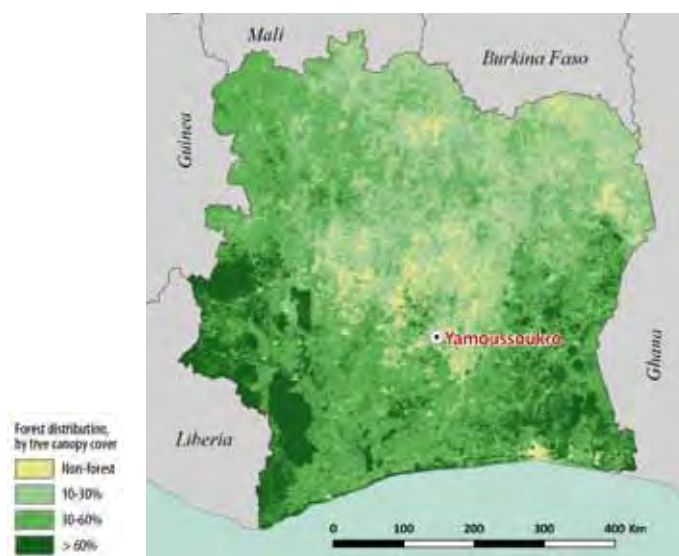 Mali
Burkina Faso
Guinea
Yamoussoukro
Ghana
Liberia
Forest distribution,
by tree canopy cover
Non-forest
10-30%
30-60%
> 60%
0 100 200 300 400 Km